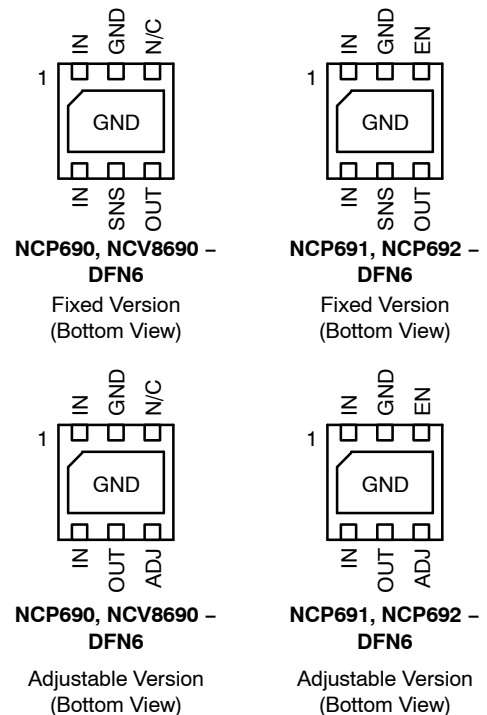 IN GND N/C
1
GND
IN SNS OUT
NCP690, NCV8690 −
DFN6
Fixed Version
(Bottom View)
IN GND EN
1
GND
IN SNS OUT
NCP691, NCP692 −
DFN6
Fixed Version
(Bottom View)
IN GND N/C
1
GND
IN OUT ADJ
NCP690, NCV8690 −
DFN6
Adjustable Version
(Bottom View)
IN GND EN
1
GND
IN OUT ADJ
NCP691, NCP692 −
DFN6
Adjustable Version
(Bottom View)